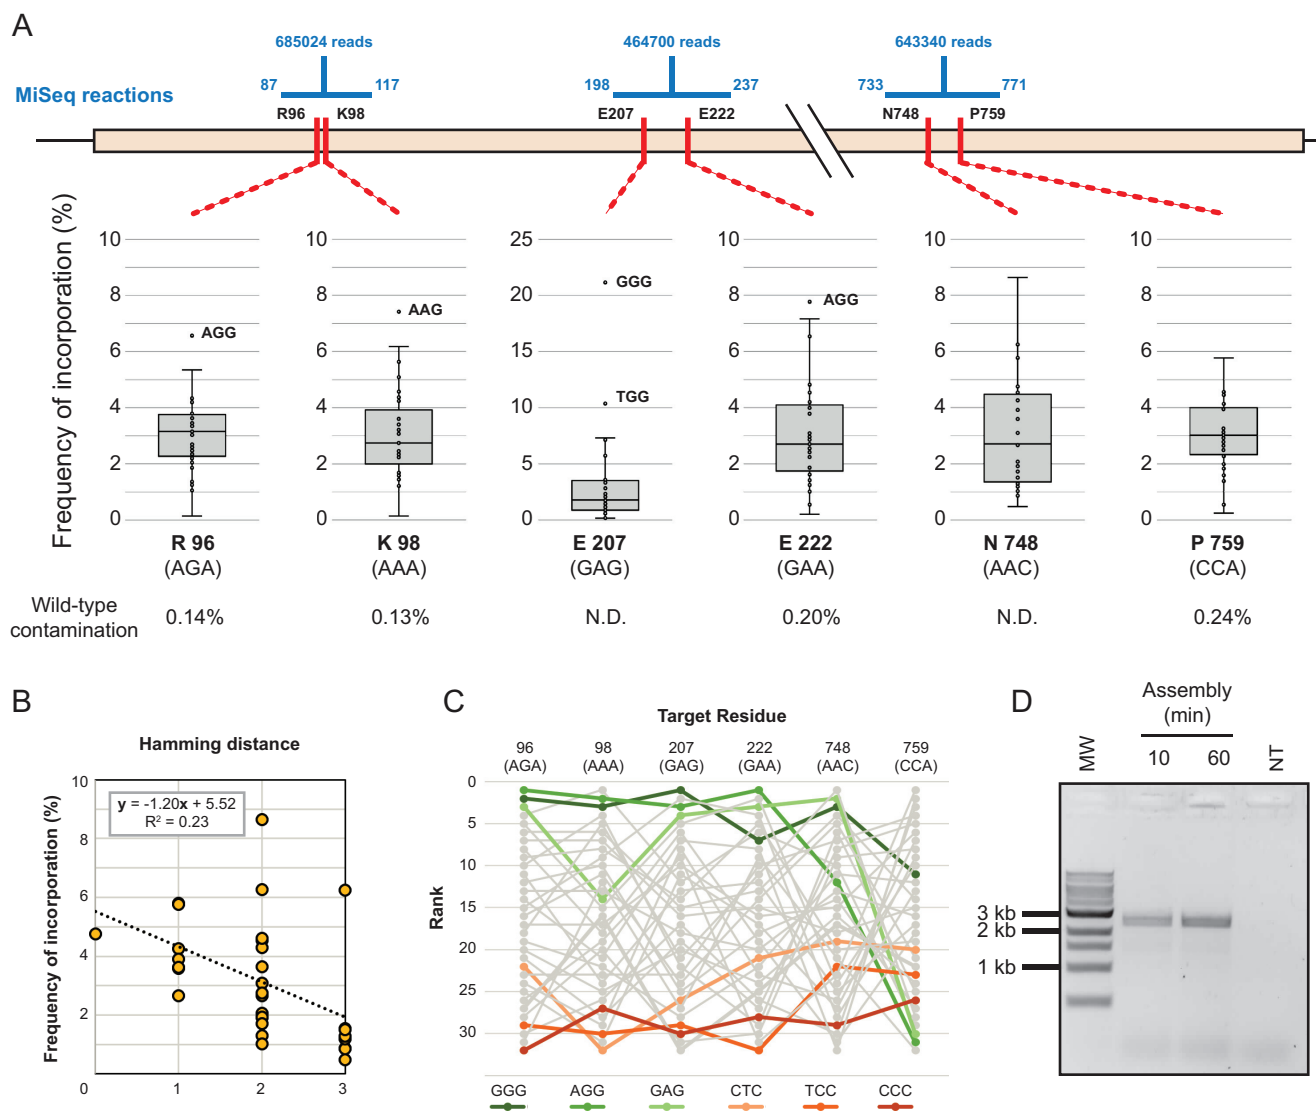 A
685024 reads
464700 reads
643340 reads
MiSeq reactions
87
117
198
237
733
771
R96
K98
E207
E222
N748
P759
Frequency of incorporation (%)
10
8
6
4
2
0
AGG
10
8
6
4
2
0
AAG
25
20
15
10
5
0
GGG
TGG
10
8
6
4
2
0
AGG
10
8
6
4
2
0
10
8
6
4
2
0
R 96
(AGA)
K 98
(AAA)
E 207
(GAG)
E 222
(GAA)
N 748
(AAC)
P 759
(CCA)
Wild-type
contamination
0.14%
0.13%
N.D.
0.20%
N.D.
0.24%
B
Hamming distance
Frequency of incorporation (%)
y = -1.20x + 5.52
R² = 0.23
10
8
6
4
2
0
1
2
3
C
Target Residue
96
(AGA)
98
(AAA)
207
(GAG)
222
(GAA)
748
(AAC)
759
(CCA)
Rank
0
5
10
15
20
25
30
GGG
AGG
GAG
CTC
TCC
CCC
D
Assembly
(min)
MW
10
60
NT
3 kb
2 kb
1 kb